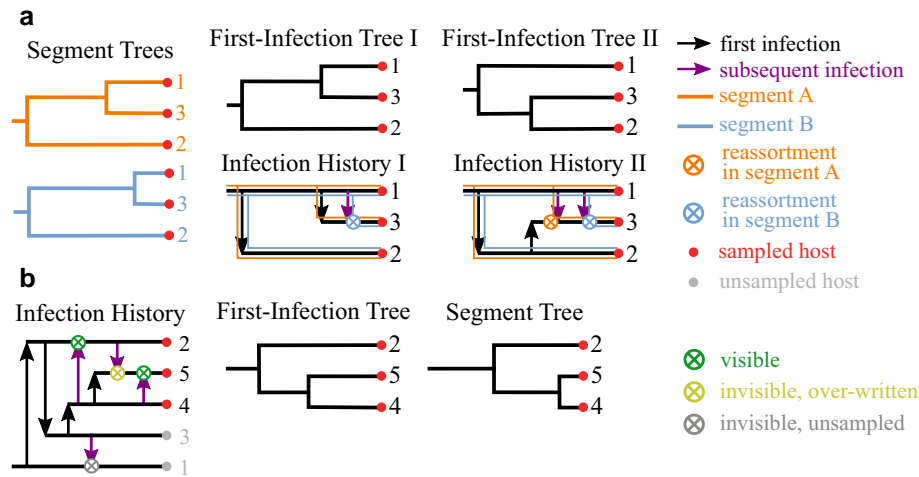 a
Segment Trees
First-Infection Tree I
First-Infection Tree II
1
3
2
1
3
2
1
3
2
1
3
2
Infection History I
Infection History II
1
3
2
1
3
2
first infection
subsequent infection
segment A
segment B
reassortment
in segment A
reassortment
in segment B
sampled host
unsampled host
b
Infection History
First-Infection Tree
Segment Tree
2
5
4
3
1
2
5
4
2
5
4
visible
invisible, over-written
invisible, unsampled